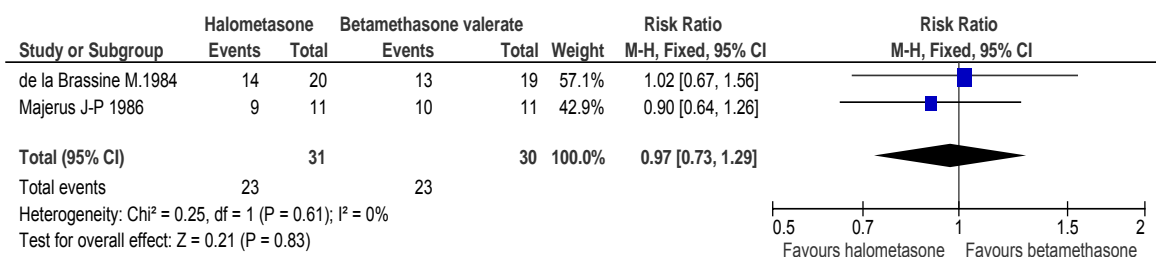 Halometasone Betamethasone valerate Risk Ratio Risk Ratio
Study or Subgroup Events Total Events Total Weight M-H, Fixed, 95% CI M-H, Fixed, 95% CI
de la Brassine M.1984 14 20 13 19 57.1% 1.02 [0.67, 1.56]
Majerus J-P 1986 9 11 10 11 42.9% 0.90 [0.64, 1.26]
Total (95% CI) 31 30 100.0% 0.97 [0.73, 1.29]
Total events 23 23
Heterogeneity: Chi² = 0.25, df = 1 (P = 0.61); I² = 0%
Test for overall effect: Z = 0.21 (P = 0.83)
0.5 0.7 1 1.5 2
Favours halometasone Favours betamethasone